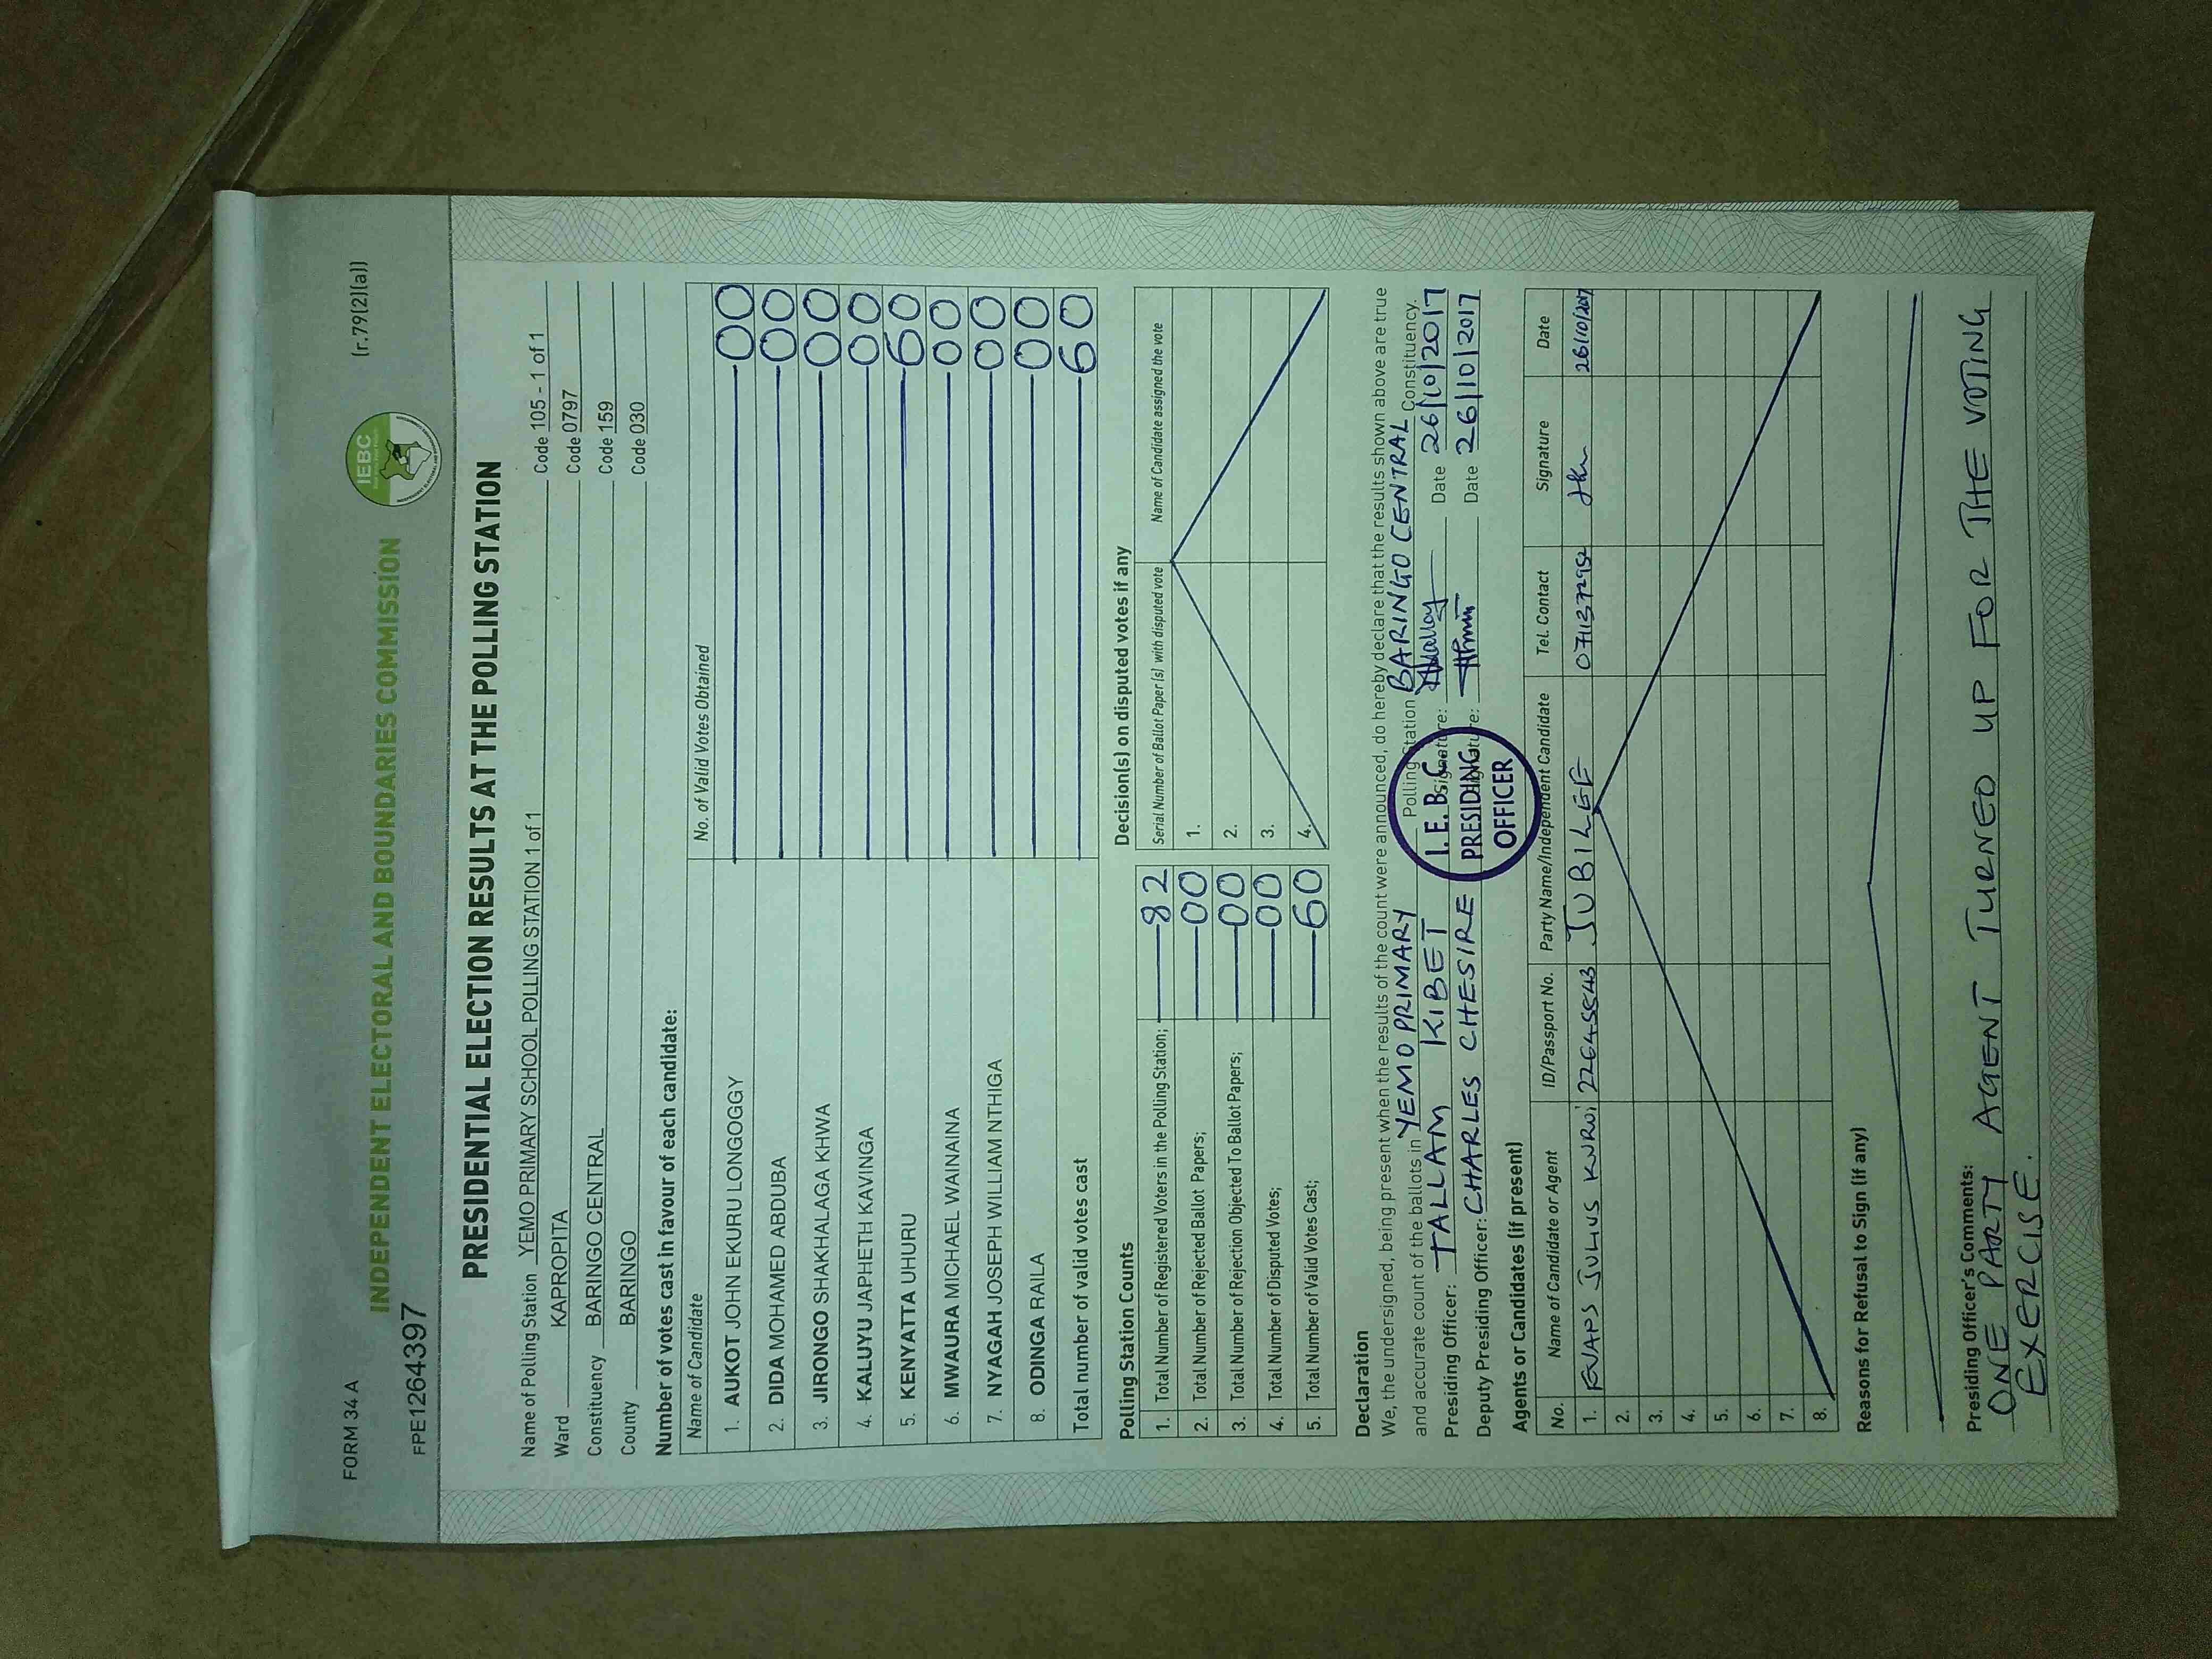 FORM 34 A
(r.79(2)(a))
IEBC
INDEPENDENT ELECTORAL AND BOUNDARIES COMMISSION
FPE1264397
PRESIDENTIAL ELECTION RESULTS AT THE POLLING STATION
Name of Polling Station YEMO PRIMARY SCHOOL POLLING STATION 1 of 1 Code 105 - 1 of 1
Ward KAPROPITA Code 0797
Constituency BARINGO CENTRAL Code 159
County BARINGO Code 030
Number of votes cast in favour of each candidate:
Name of Candidate No. of Valid Votes Obtained
1. AUKOT JOHN EKURU LONGOGGY 00
2. DIDA MOHAMED ABDUBA 00
3. JIRONGO SHAKHALAGA KHWA 00
4. KALUYU JAPHETH KAVINGA 00
5. KENYATTA UHURU 60
6. MWAURA MICHAEL WAINAINA 00
7. NYAGAH JOSEPH WILLIAM NTHIGA 00
8. ODINGA RAILA 00
Total number of valid votes cast 60
Polling Station Counts
1. Total Number of Registered Voters in the Polling Station; 82
2. Total Number of Rejected Ballot Papers; 00
3. Total Number of Rejection Objected To Ballot Papers; 00
4. Total Number of Disputed Votes; 00
5. Total Number of Valid Votes Cast; 60
Decision(s) on disputed votes if any
Serial Number of Ballot Paper (s) with disputed vote Name of Candidate assigned the vote
1.
2.
3.
4.
Declaration
We, the undersigned, being present when the results of the count were announced, do hereby declare that the results shown above are true
and accurate count of the ballots in YEMO PRIMARY Polling Station BARINGO CENTRAL Constituency.
Presiding Officer: TALLAM KIBET Signature: Date 26/10/2017
Deputy Presiding Officer: CHARLES CHESIRE Signature: Date 26/10/2017
I.E.B.C
PRESIDING
OFFICER
Agents or Candidates (if present)
No. Name of Candidate or Agent ID/Passport No. Party Name/Independent Candidate Tel. Contact Signature Date
1. JULIUS JUBILEE 26/10/2017
2.
3.
4.
5.
6.
7.
8.
Reasons for Refusal to Sign (if any)
Presiding Officer's Comments:
ONE PARTY AGENT TURNED UP FOR THE VOTING
EXERCISE.